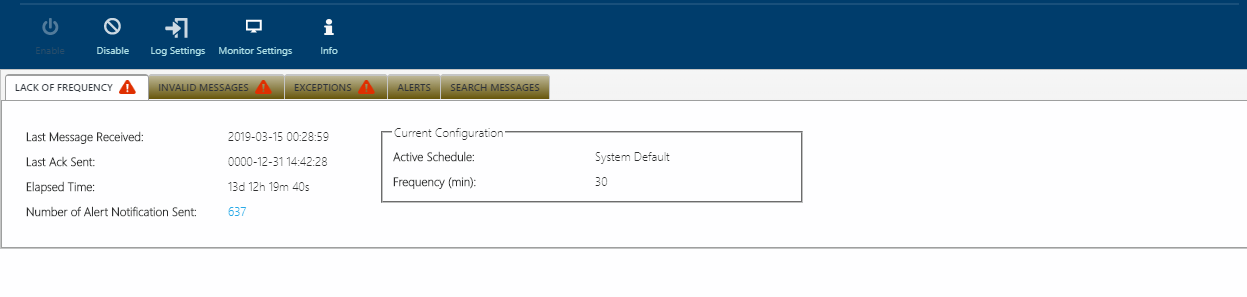 Enable Disable Log Settings Monitor Settings Info
LACK OF FREQUENCY INVALID MESSAGES EXCEPTIONS ALERTS SEARCH MESSAGES
Current Configuration
Last Message Received: 2019-03-15 00:28:59
Active Schedule: System Default
Last Ack Sent: 0000-12-31 14:42:28
Frequency (min): 30
Elapsed Time: 13d 12h 19m 40s
Number of Alert Notification Sent: 637